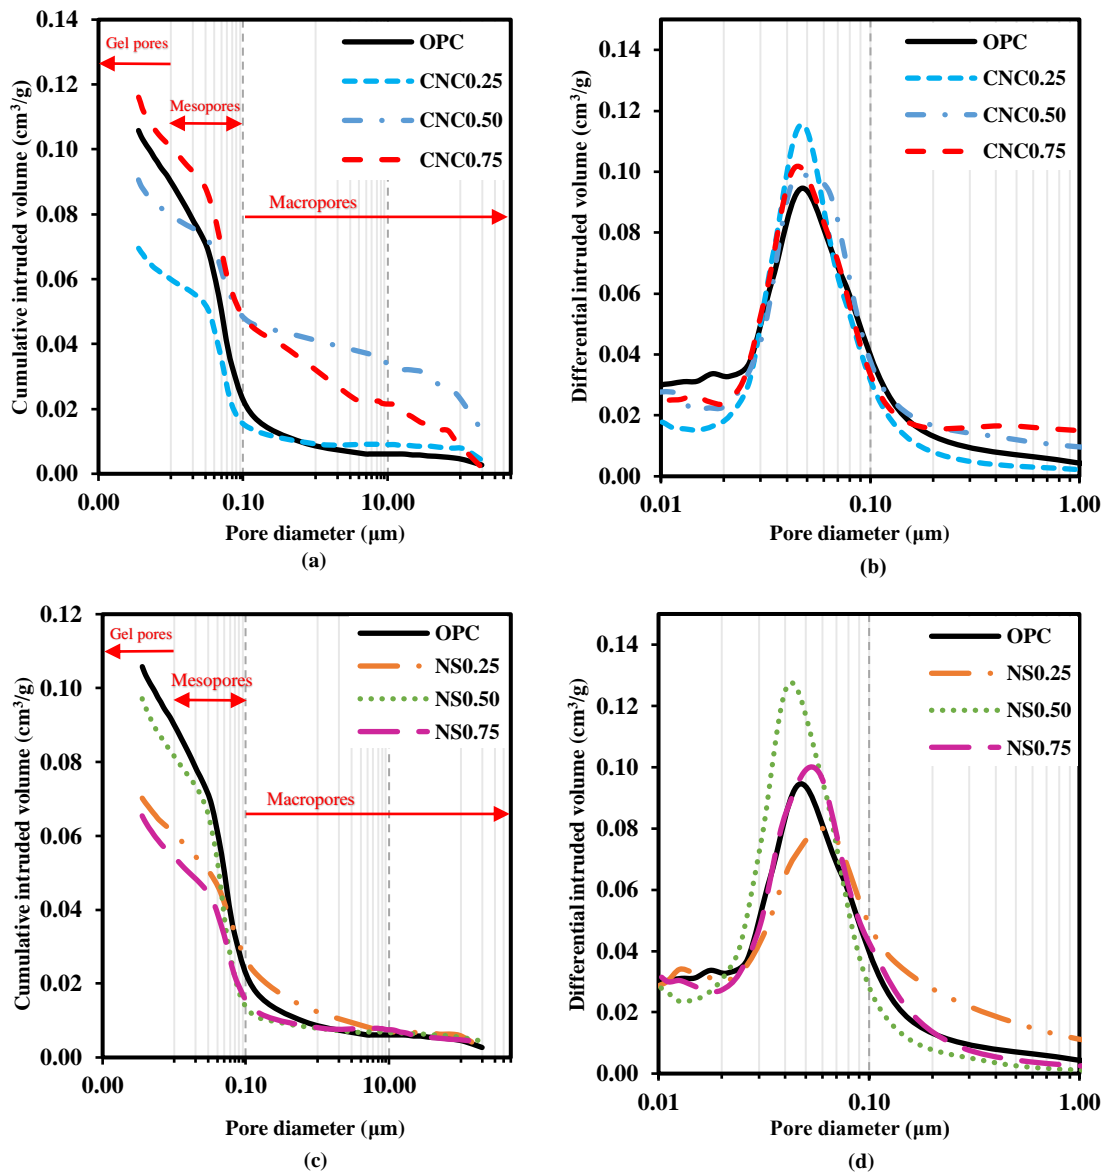 Cumulative intruded volume (cm³/g)
0.14
0.12
0.10
0.08
0.06
0.04
0.02
0.00
Gel pores
Mesopores
Macropores
OPC
CNC0.25
CNC0.50
CNC0.75
0.00
0.10
10.00
Pore diameter (µm)
(a)
Differential intruded volume (cm³/g)
0.14
0.12
0.10
0.08
0.06
0.04
0.02
0.00
OPC
CNC0.25
CNC0.50
CNC0.75
0.01
0.10
1.00
Pore diameter (µm)
(b)
Cumulative intruded volume (cm³/g)
0.12
0.10
0.08
0.06
0.04
0.02
0.00
Gel pores
Mesopores
Macropores
OPC
NS0.25
NS0.50
NS0.75
0.00
0.10
10.00
Pore diameter (µm)
(c)
Differential intruded volume (cm³/g)
0.14
0.12
0.10
0.08
0.06
0.04
0.02
0.00
OPC
NS0.25
NS0.50
NS0.75
0.01
0.10
1.00
Pore diameter (µm)
(d)